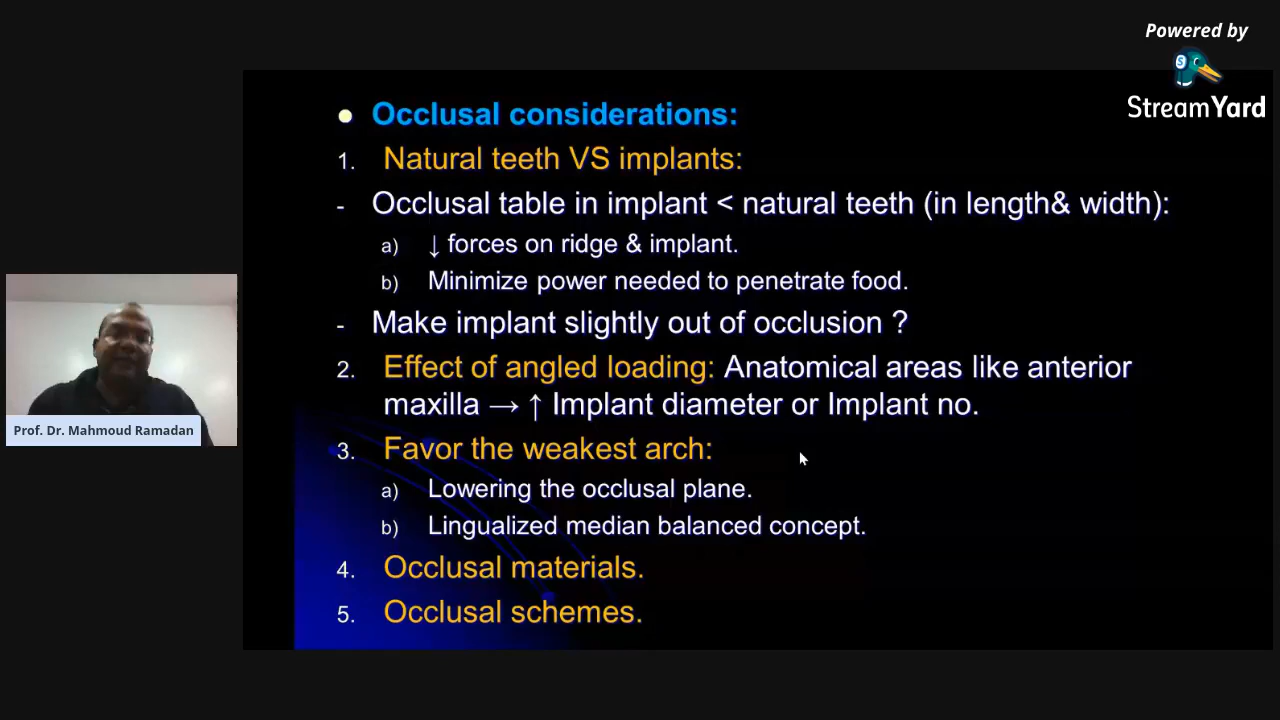 Powered by
StreamYard
● Occlusal considerations:
1. Natural teeth VS implants:
- Occlusal table in implant < natural teeth (in length& width):
a) ↓ forces on ridge & implant.
b) Minimize power needed to penetrate food.
- Make implant slightly out of occlusion ?
2. Effect of angled loading: Anatomical areas like anterior
maxilla → ↑ Implant diameter or Implant no.
3. Favor the weakest arch:
a) Lowering the occlusal plane.
b) Lingualized median balanced concept.
4. Occlusal materials.
5. Occlusal schemes.
Prof. Dr. Mahmoud Ramadan